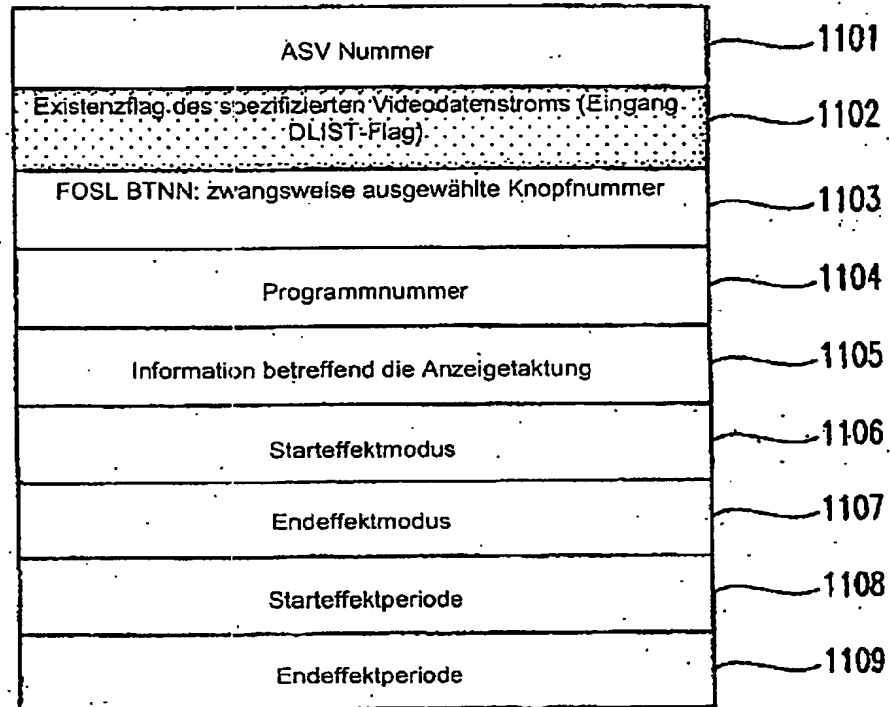 ASV Nummer
1101
Existenzflag des spezifizierten Videodatenstroms (Eingang
DLIST-Flag)
1102
FOSL BTNN: zwangsweise ausgewählte Knopfnummer
1103
Programmnummer
1104
Information betreffend die Anzeigetaktung
1105
Starteffektmodus
1106
Endeffektmodus
1107
Starteffektperiode
1108
Endeffektperiode
1109